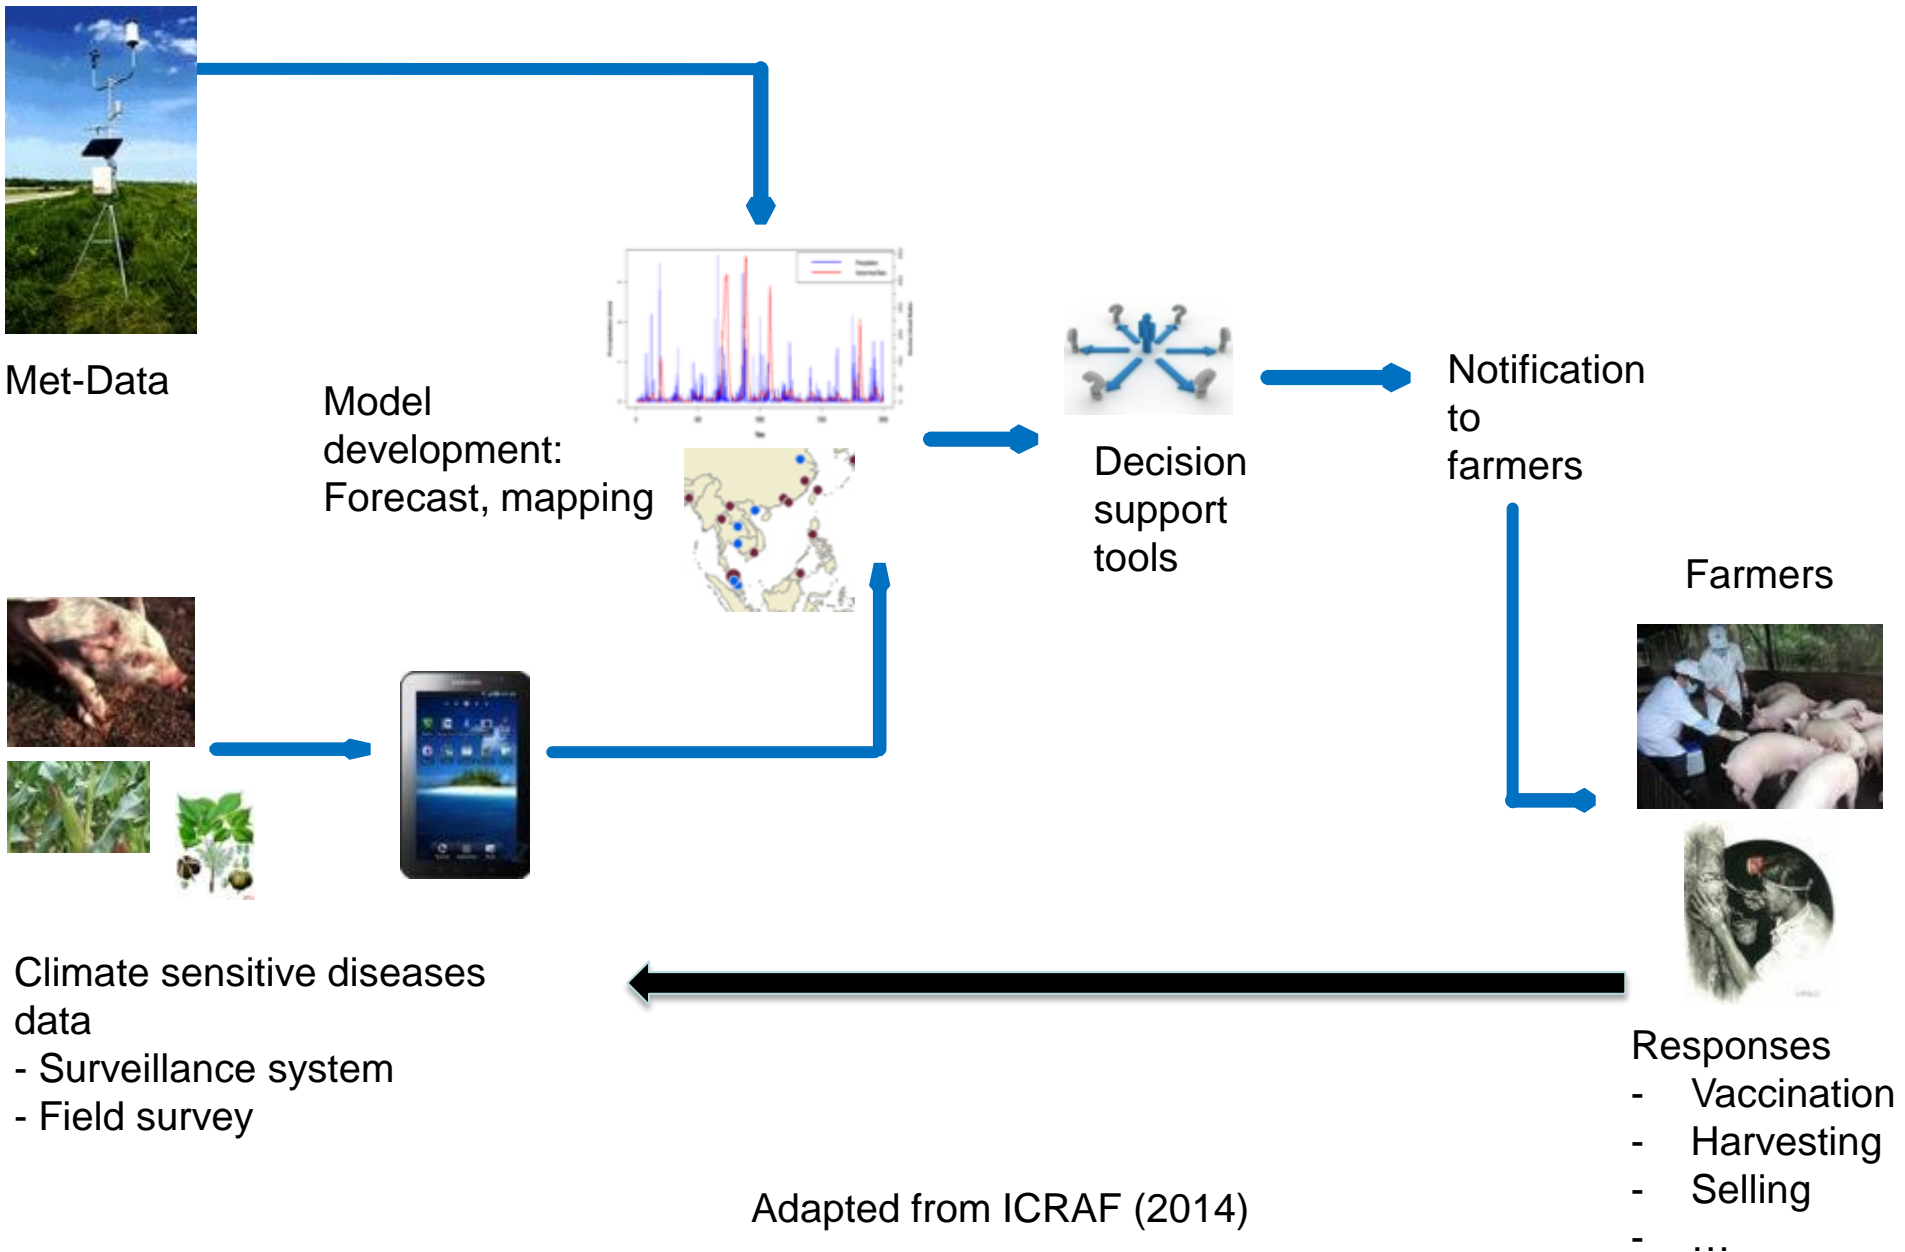 Met-Data
Model
development:
Forecast, mapping
Decision
support
tools
Notification
to
farmers
Farmers
Climate sensitive diseases
data
- Surveillance system
- Field survey
Responses
- Vaccination
- Harvesting
- Selling
- ...
Adapted from ICRAF (2014)